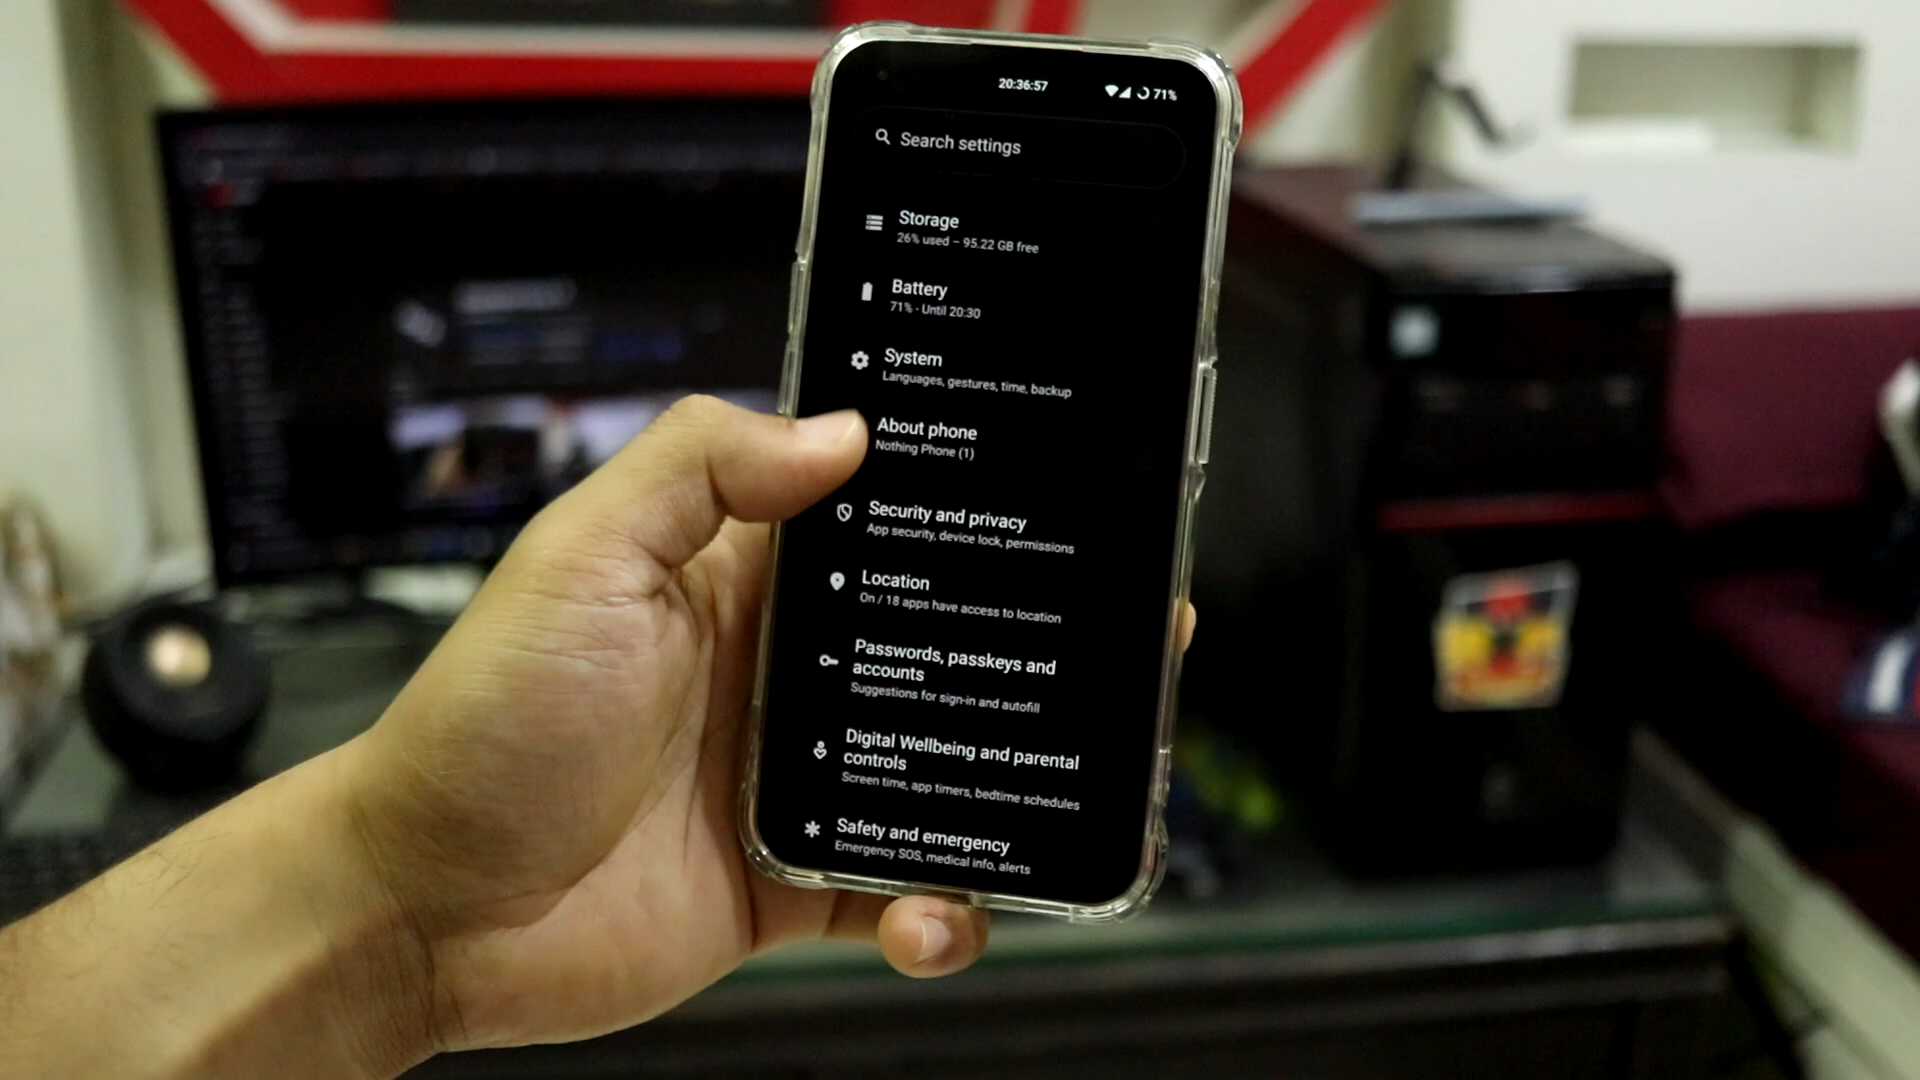 20:36:57 71%
Search settings
Storage
26% used – 95.22 GB free
Battery
71% - Until 20:30
System
Languages, gestures, time, backup
About phone
Nothing Phone (1)
Security and privacy
App security, device lock, permissions
Location
On / 18 apps have access to location
Passwords, passkeys and
accounts
Suggestions for sign-in and autofill
Digital Wellbeing and parental
controls
Screen time, app timers, bedtime schedules
Safety and emergency
Emergency SOS, medical info, alerts